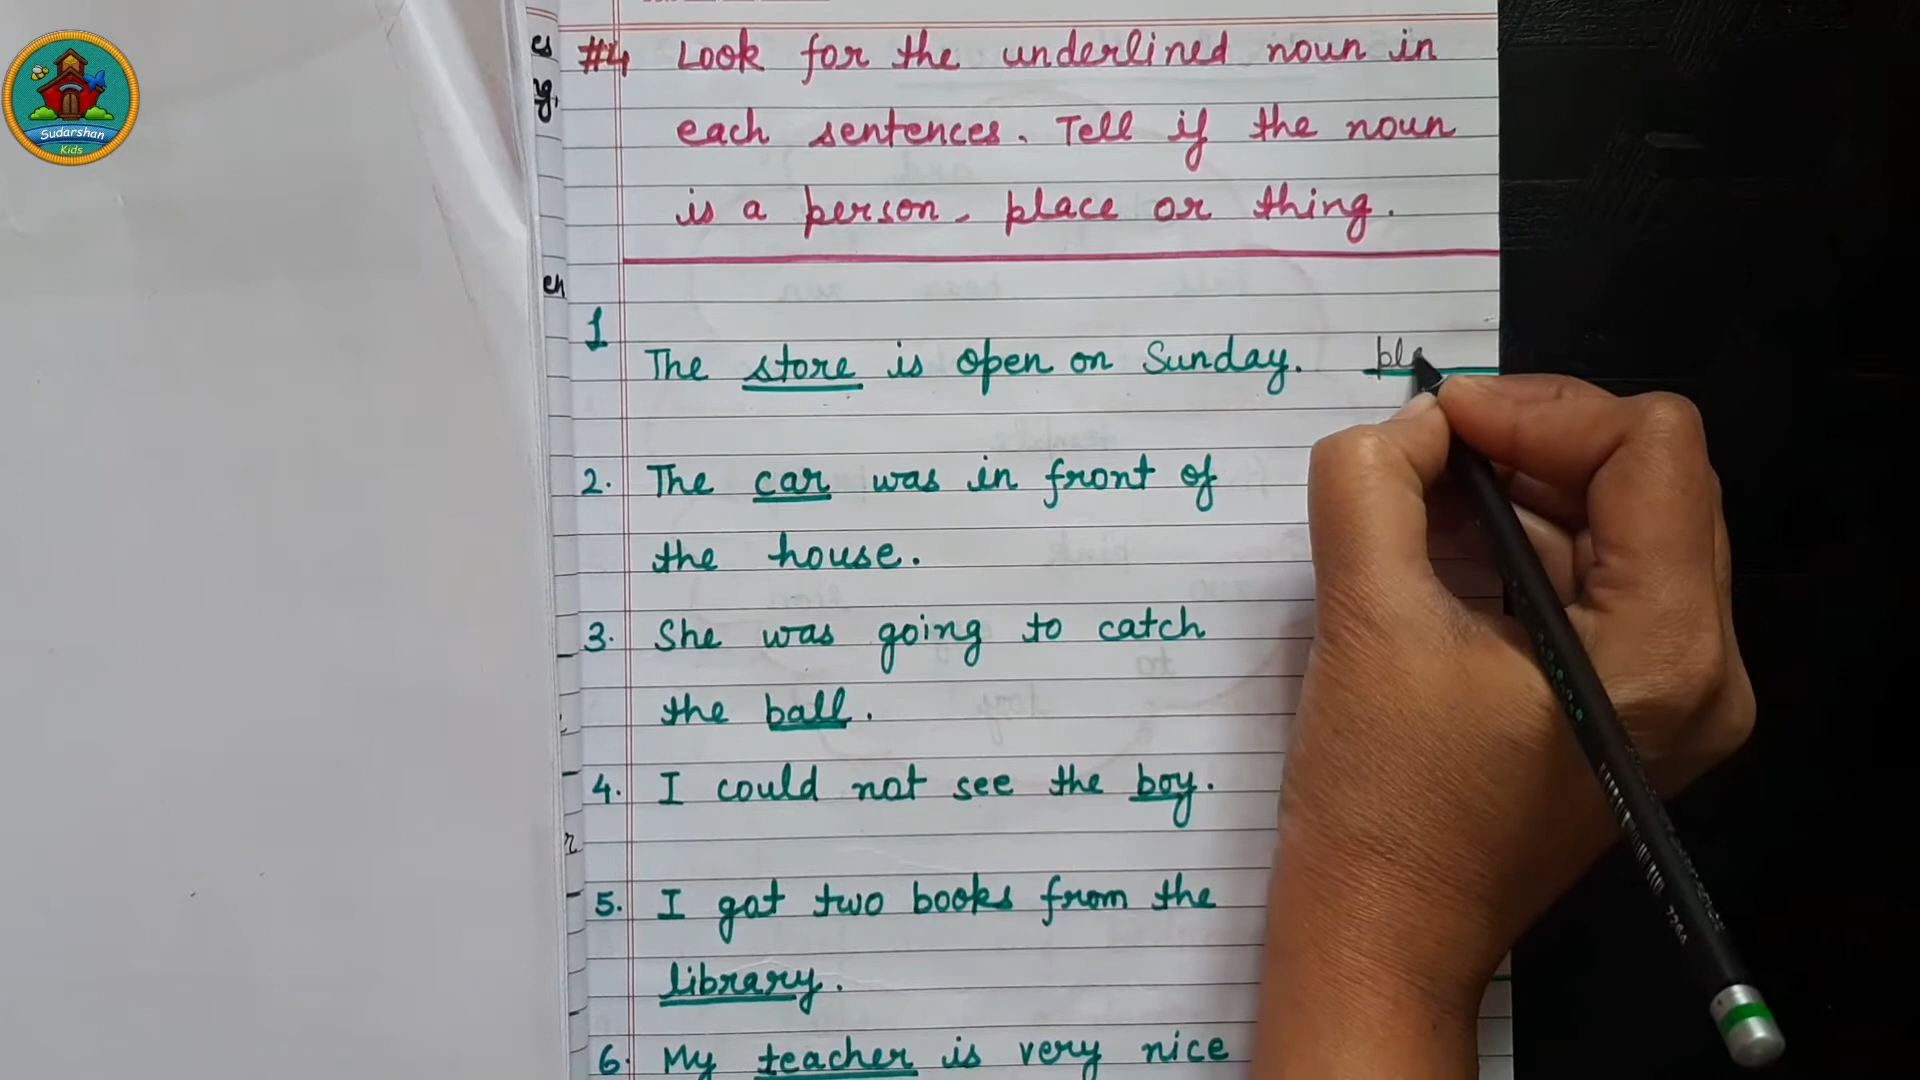 Sudarshan
Kids
es
y,
en
#4 Look for the underlined noun in
each sentences. Tell if the noun
is a person, place or thing.
1
The store is open on Sunday. pla
2. The car was in front of
the house.
3. She was going to catch
the ball.
4. I could not see the boy.
5. I got two books from the
library.
6. My teacher is very nice